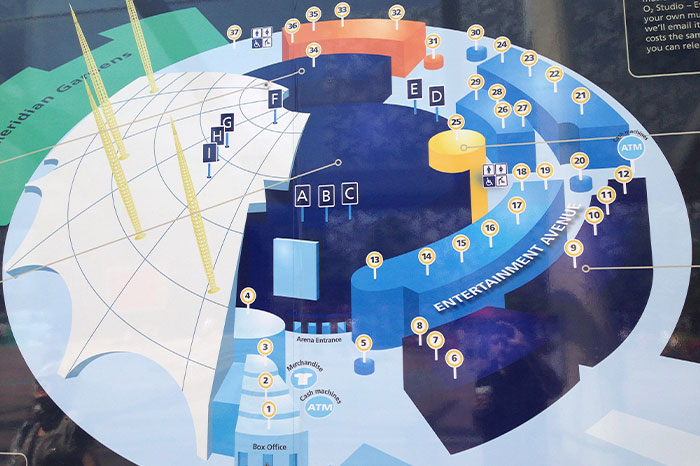 O₂ Studio – E
your own mu
we'll email it
costs the sam
you can rele
37
36
35
33
32
34
31
30
24
23
22
21
29
28
27
26
25
Meridian Gardens
F
E
D
G
H
I
Cash machines
ATM
A
B
C
18
19
20
12
11
10
9
17
16
15
14
13
ENTERTAINMENT AVENUE
4
Arena Entrance
8
7
6
5
3
2
1
Merchandise
Cash machines
ATM
Box Office